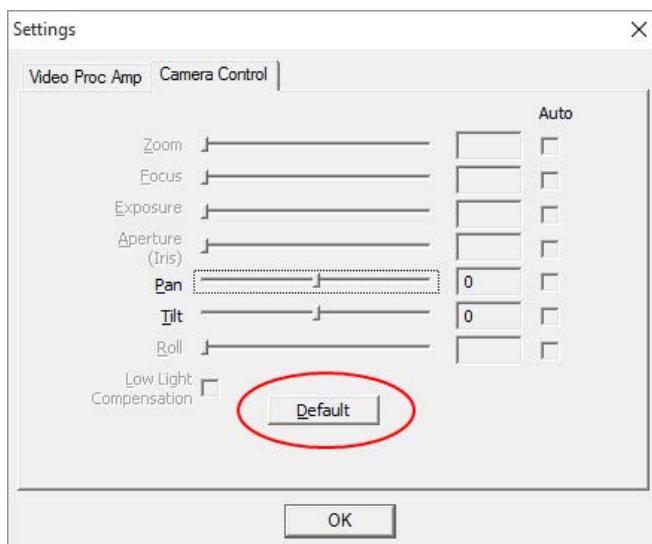 Settings
Video Proc Amp Camera Control
Auto
Zoom
Focus
Exposure
Aperture
(Iris)
Pan 0
Tilt 0
Roll
Low Light
Compensation
Default
OK